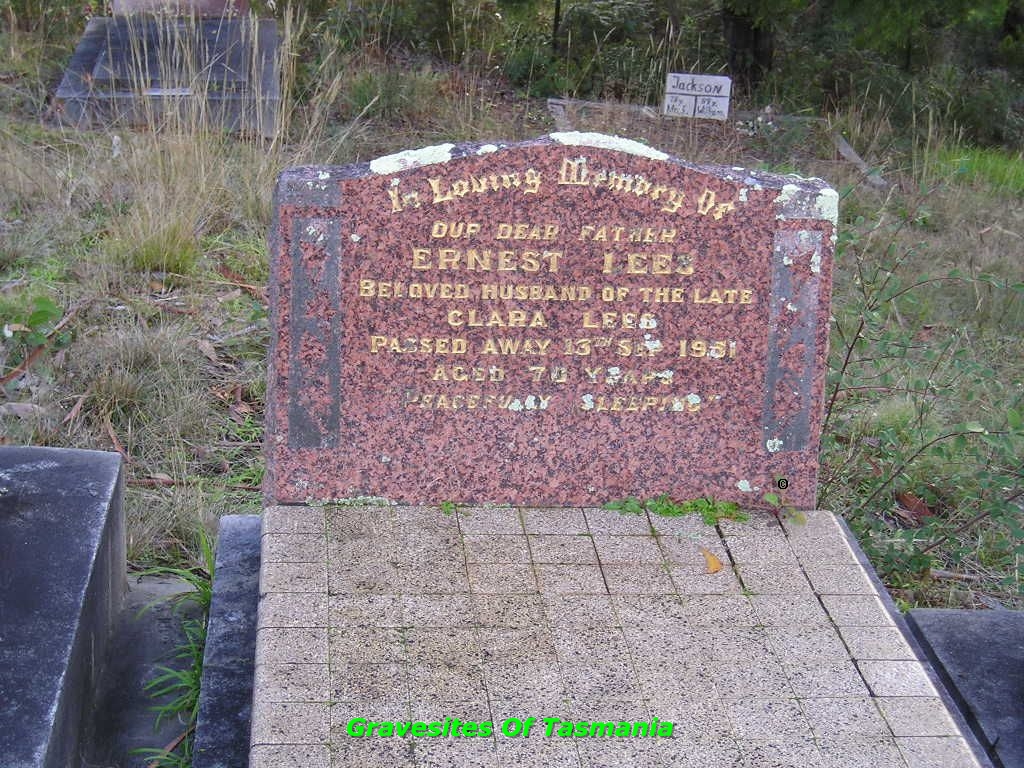 Jackson
In Loving Memory Of
OUR DEAR FATHER
ERNEST LEES
BELOVED HUSBAND OF THE LATE
CLARA LEES
PASSED AWAY 13TH SEP 1951
AGED 70 YEARS
"PEACEFULLY SLEEPING"
©
Gravesites Of Tasmania